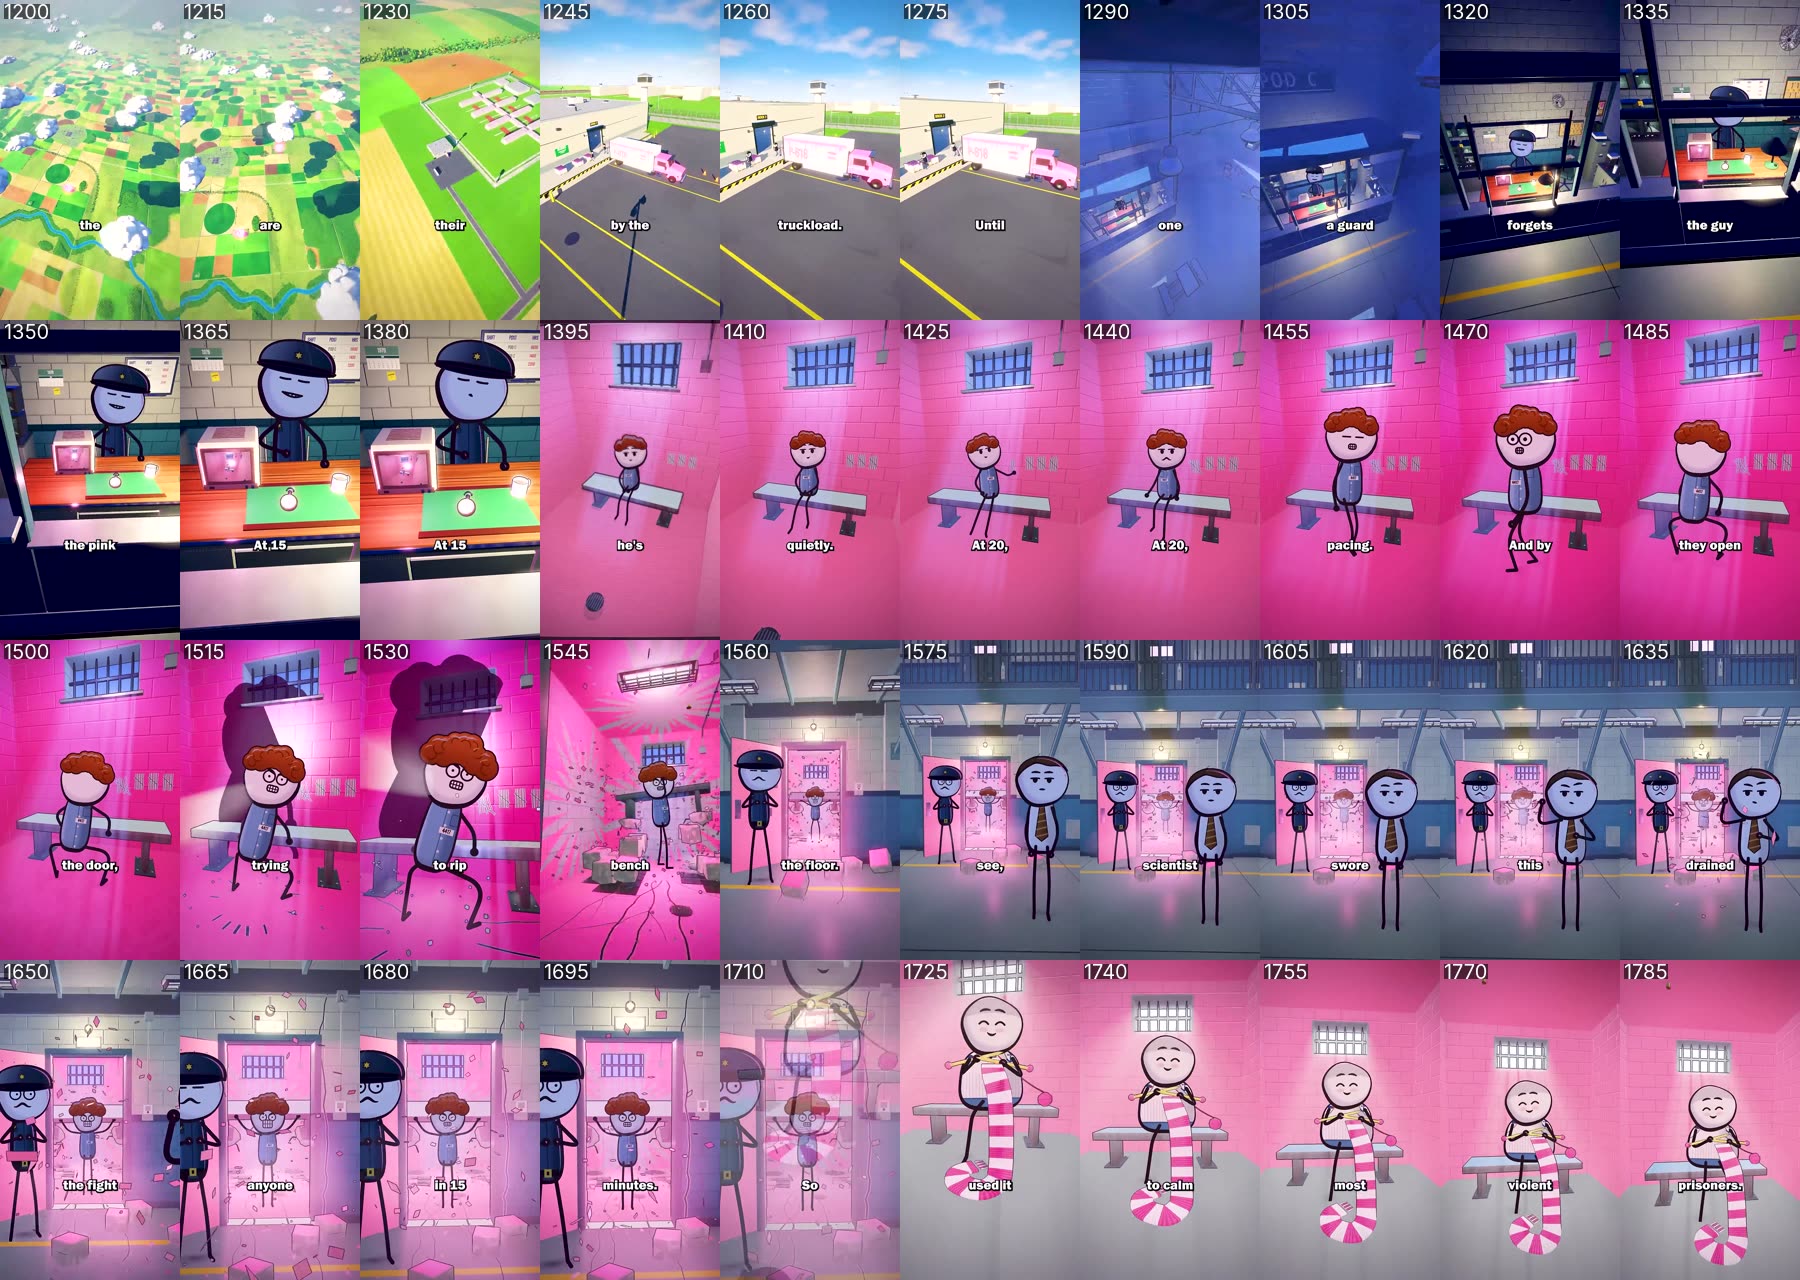 1200
the
1215
are
1230
their
1245
by the
1260
truckload.
1275
Until
1290
one
1305
a guard
1320
forgets
1335
the guy
1350
the pink
1365
At 15
1380
At 15
1395
he's
1410
quietly.
1425
At 20,
1440
At 20,
1455
pacing.
1470
And by
1485
they open
1500
the door,
1515
trying
1530
to rip
1545
bench
1560
the floor.
1575
see,
1590
scientist
1605
swore
1620
this
1635
drained
1650
the fight
1665
anyone
1680
in 15
1695
minutes.
1710
So
1725
used it
1740
to calm
1755
most
1770
violent
1785
prisoners.